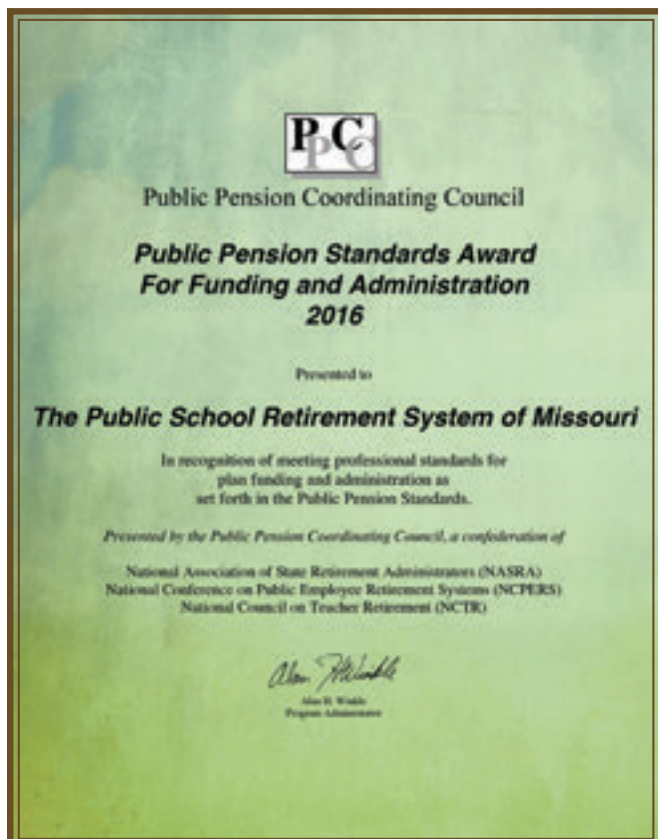 PPCC
Public Pension Coordinating Council
Public Pension Standards Award
For Funding and Administration
2016
Presented to
The Public School Retirement System of Missouri
In recognition of meeting professional standards for
plan funding and administration as
set forth in the Public Pension Standards.
Presented by the Public Pension Coordinating Council, a confederation of
National Association of State Retirement Administrators (NASRA)
National Conference on Public Employee Retirement Systems (NCPERS)
National Council on Teacher Retirement (NCTR)
Alan H. Winkle
Alan H. Winkle
Program Administrator